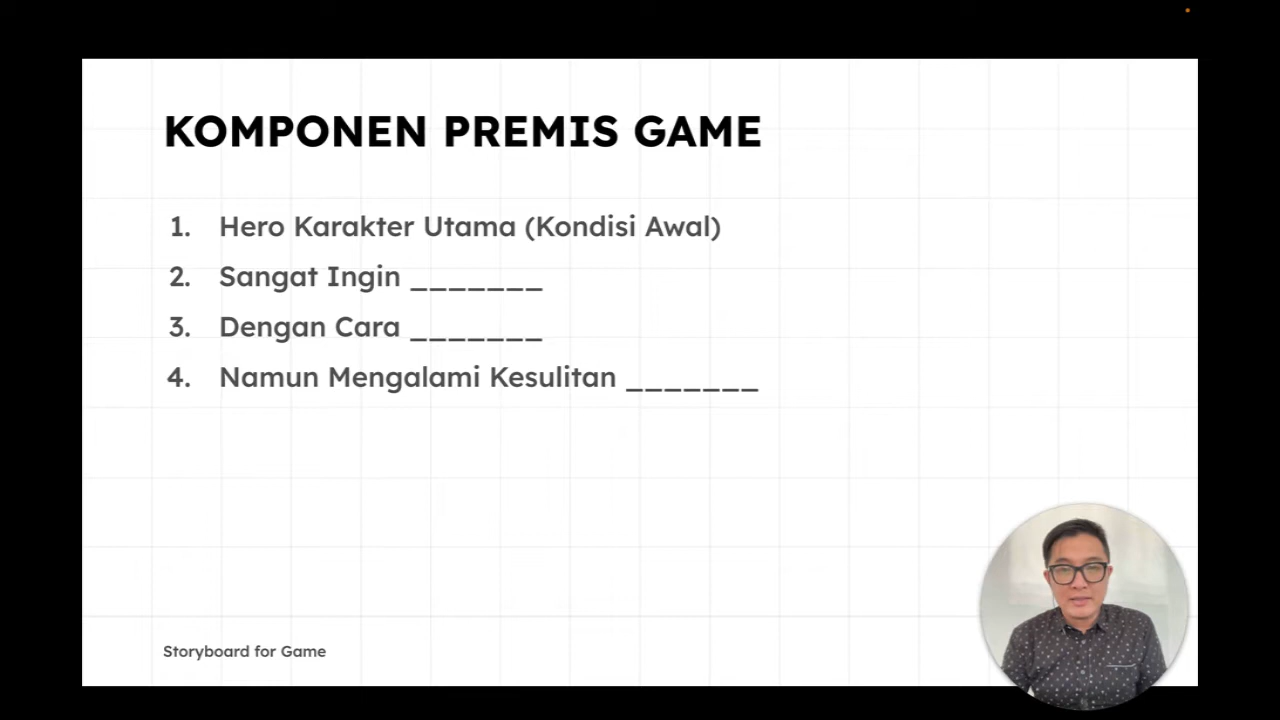 KOMPONEN PREMIS GAME
1. Hero Karakter Utama (Kondisi Awal)
2. Sangat Ingin _______
3. Dengan Cara _______
4. Namun Mengalami Kesulitan _______
Storyboard for Game